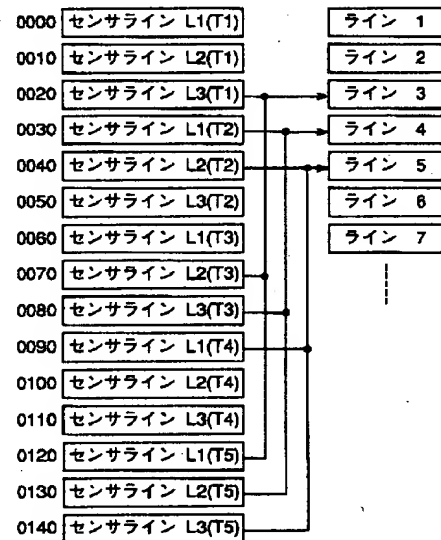 0000 センサライン L1(T1) ライン 1
0010 センサライン L2(T1) ライン 2
0020 センサライン L3(T1) ライン 3
0030 センサライン L1(T2) ライン 4
0040 センサライン L2(T2) ライン 5
0050 センサライン L3(T2) ライン 6
0060 センサライン L1(T3) ライン 7
0070 センサライン L2(T3)
0080 センサライン L3(T3)
0090 センサライン L1(T4)
0100 センサライン L2(T4)
0110 センサライン L3(T4)
0120 センサライン L1(T5)
0130 センサライン L2(T5)
0140 センサライン L3(T5)